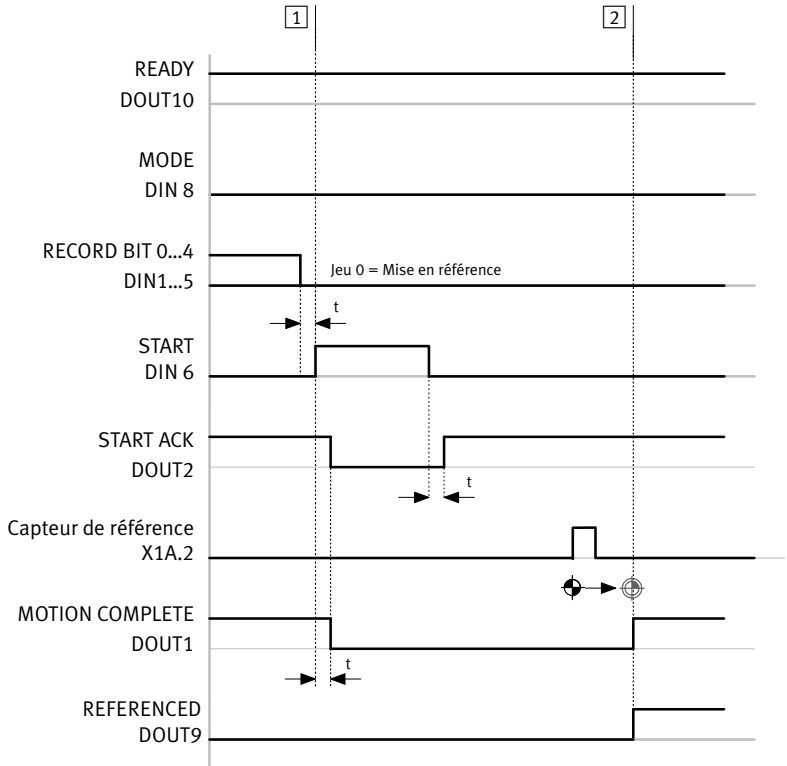 1
2
READY
DOUT10
MODE
DIN 8
RECORD BIT 0...4
DIN1...5
Jeu 0 = Mise en référence
t
START
DIN 6
START ACK
DOUT2
t
Capteur de référence
X1A.2
MOTION COMPLETE
DOUT1
t
REFERENCED
DOUT9